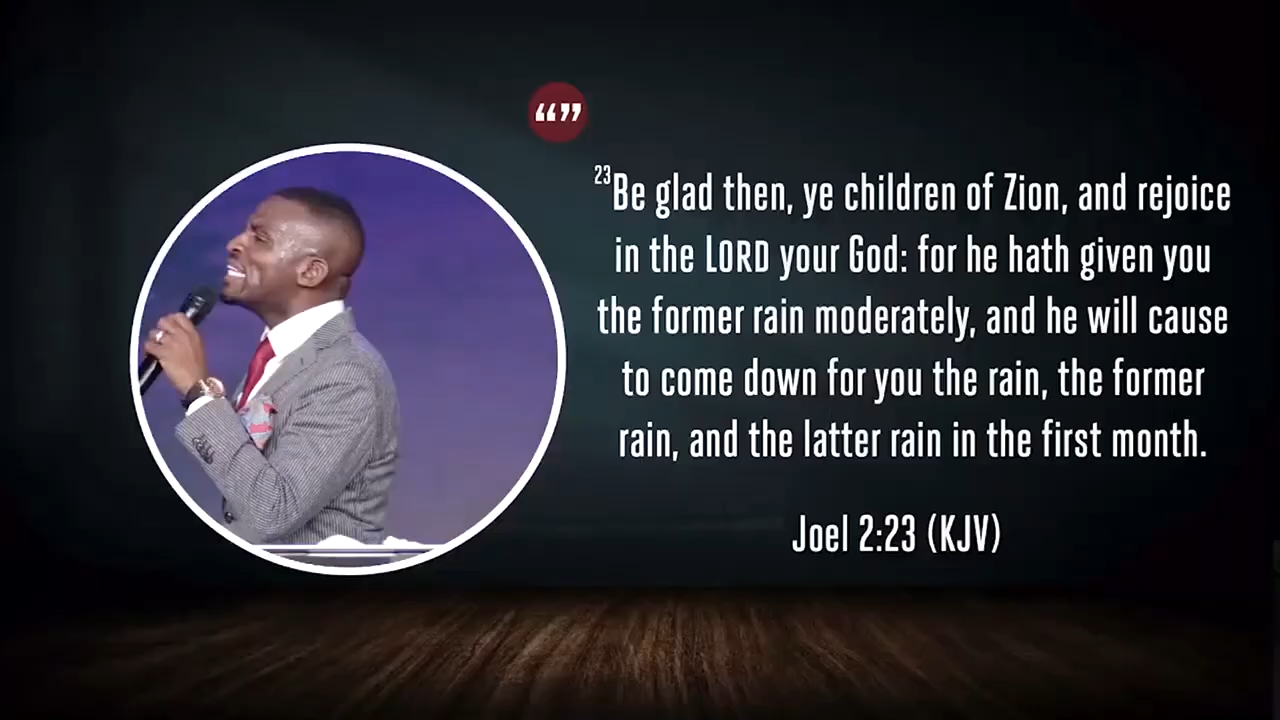 “”
23Be glad then, ye children of Zion, and rejoice
in the LORD your God: for he hath given you
the former rain moderately, and he will cause
to come down for you the rain, the former
rain, and the latter rain in the first month.
Joel 2:23 (KJV)